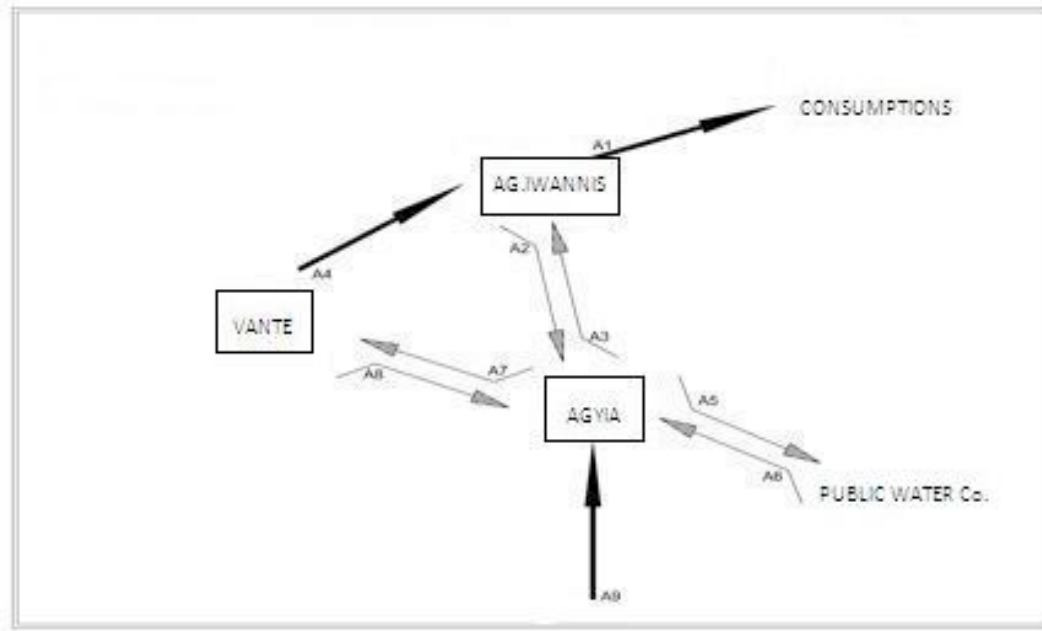 CONSUMPTIONS
A1
AG.IWANNIS
A2
A4
VANTE
A3
A7
A8
A5
AGYIA
A6
PUBLIC WATER Co.
A9